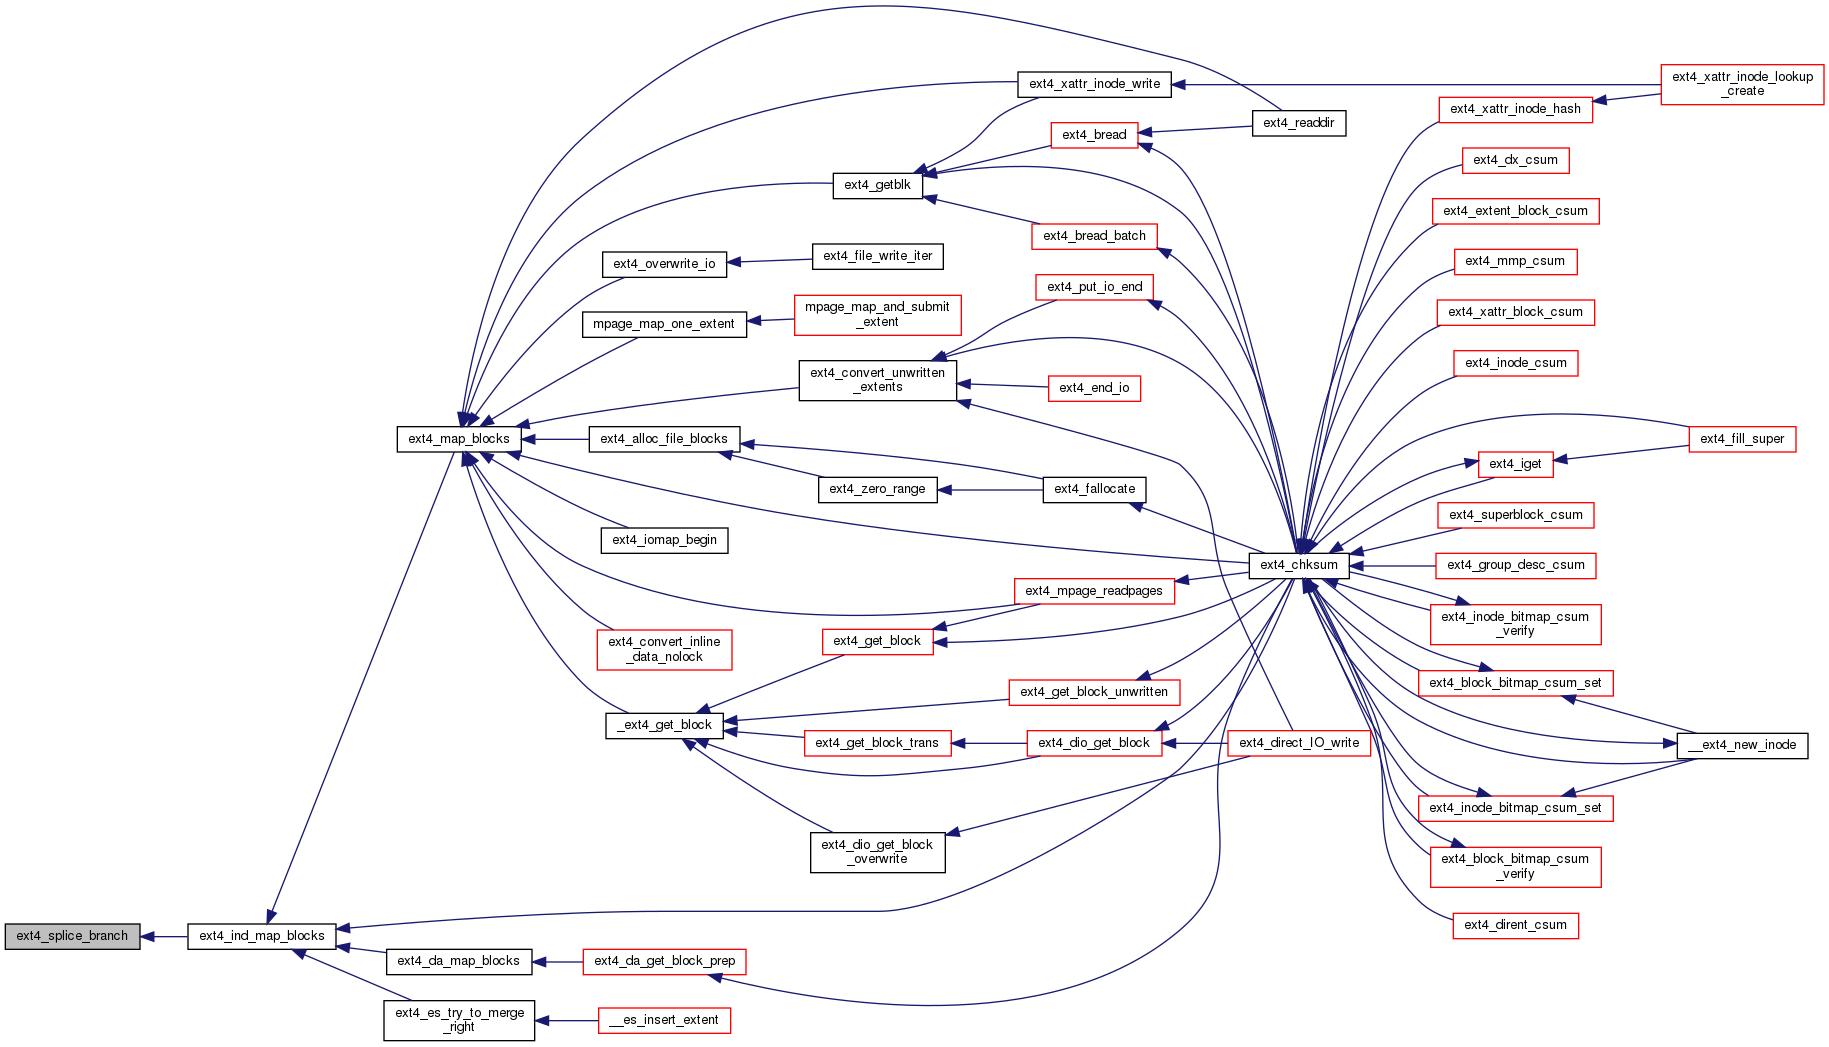 ext4_xattr_inode_write
ext4_xattr_inode_lookup
_create
ext4_xattr_inode_hash
ext4_readdir
ext4_bread
ext4_dx_csum
ext4_getblk
ext4_extent_block_csum
ext4_bread_batch
ext4_file_write_iter
ext4_overwrite_io
ext4_mmp_csum
ext4_put_io_end
mpage_map_and_submit
_extent
mpage_map_one_extent
ext4_xattr_block_csum
ext4_inode_csum
ext4_convert_unwritten
_extents
ext4_end_io
ext4_map_blocks
ext4_alloc_file_blocks
ext4_fill_super
ext4_iget
ext4_zero_range
ext4_fallocate
ext4_superblock_csum
ext4_iomap_begin
ext4_chksum
ext4_group_desc_csum
ext4_mpage_readpages
ext4_inode_bitmap_csum
_verify
ext4_convert_inline
_data_nolock
ext4_get_block
ext4_block_bitmap_csum_set
ext4_get_block_unwritten
_ext4_get_block
ext4_get_block_trans
ext4_dio_get_block
ext4_direct_IO_write
__ext4_new_inode
ext4_inode_bitmap_csum_set
ext4_dio_get_block
_overwrite
ext4_block_bitmap_csum
_verify
ext4_dirent_csum
ext4_splice_branch
ext4_ind_map_blocks
ext4_da_map_blocks
ext4_da_get_block_prep
ext4_es_try_to_merge
_right
__es_insert_extent